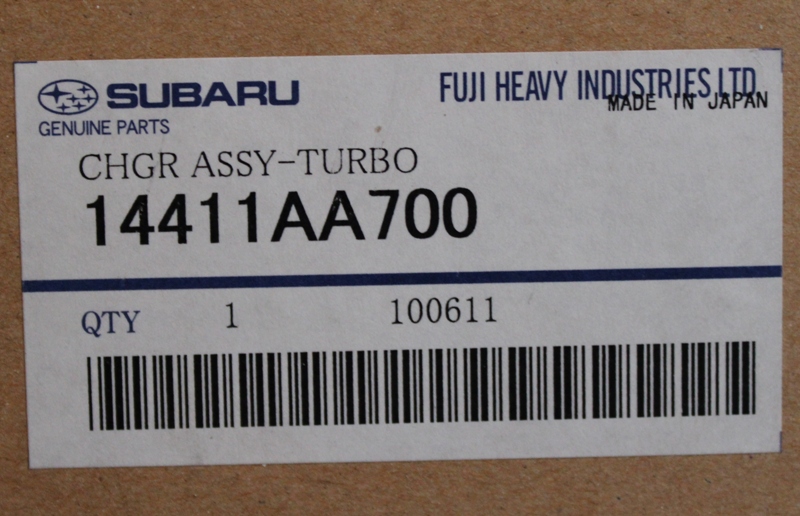 SUBARU
GENUINE PARTS
FUJI HEAVY INDUSTRIES,LTD.
MADE IN JAPAN
CHGR ASSY-TURBO
14411AA700
QTY 1 100611